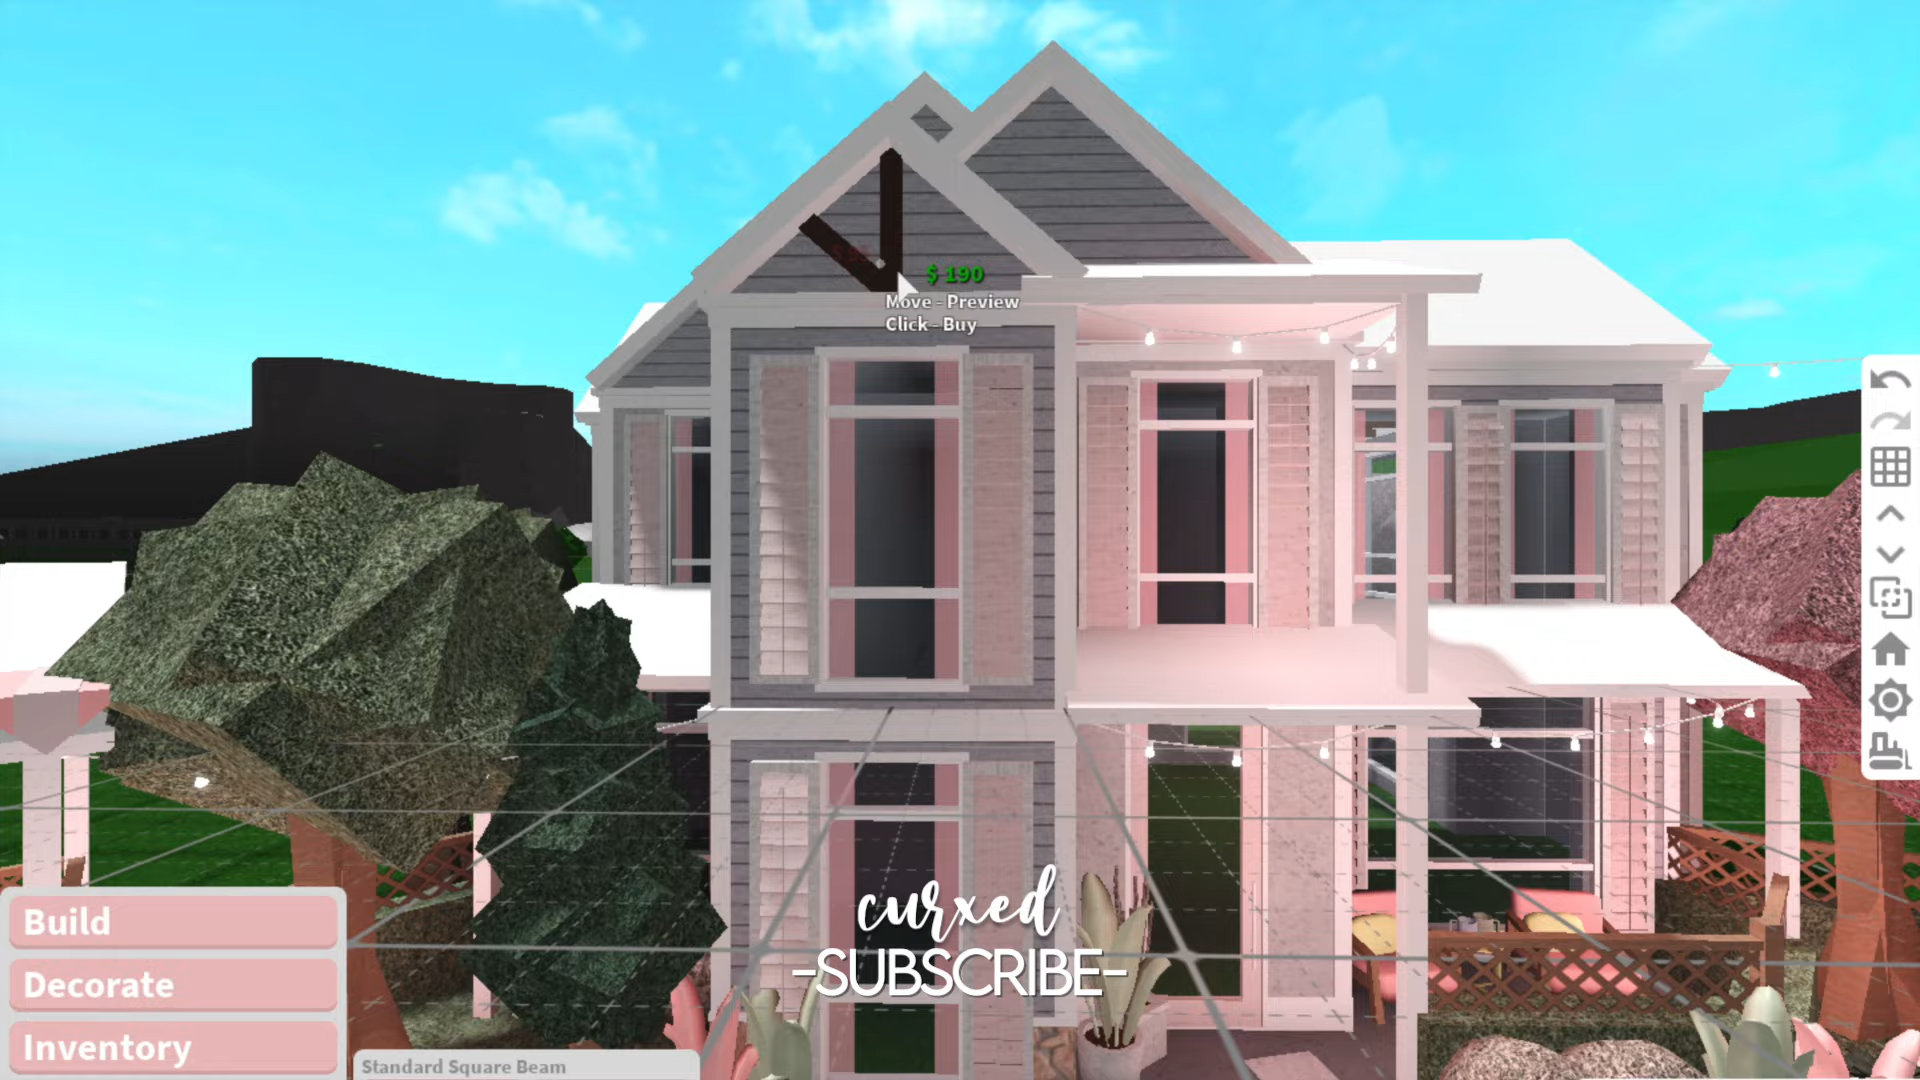 $ 190
Move - Preview
Click - Buy
curxed
-SUBSCRIBE-
Build
Decorate
Inventory
Standard Square Beam